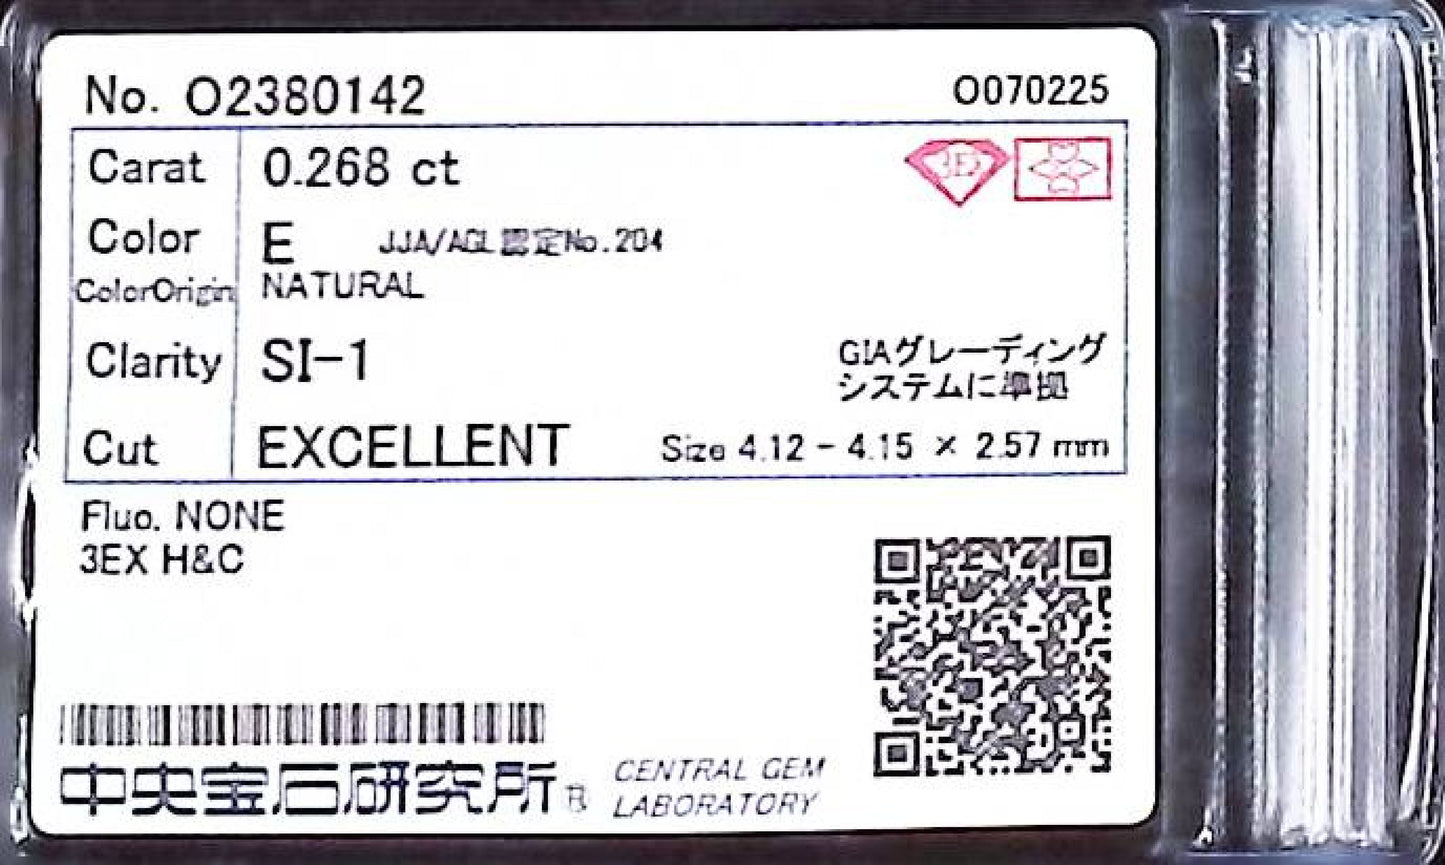 No. O2380142
O070225
Carat 0.268 ct
3EX
Color E JJA/AGL認定No.204
ColorOrigin NATURAL
Clarity SI-1
GIAグレーディング
システムに準拠
Cut EXCELLENT Size 4.12 - 4.15 × 2.57 mm
Fluo. NONE
3EX H&C
中央宝石研究所®
CENTRAL GEM
LABORATORY